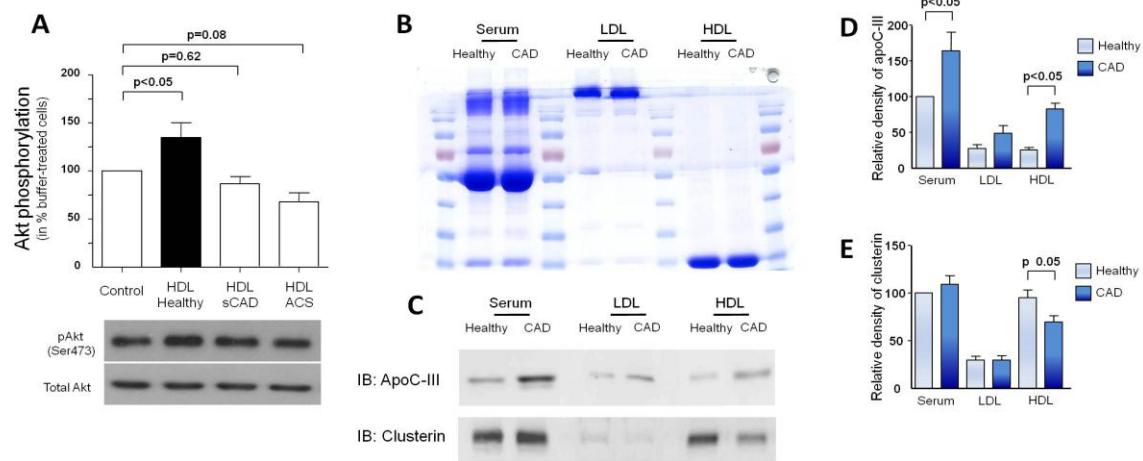 A
p=0.08
p=0.62
p<0.05
200
150
100
50
0
Akt phosphorylation
(in % buffer-treated cells)
Control
HDL
Healthy
HDL
sCAD
HDL
ACS
pAkt
(Ser473)
Total Akt
B
Serum
LDL
HDL
Healthy
CAD
Healthy
CAD
Healthy
CAD
C
Serum
LDL
HDL
Healthy
CAD
Healthy
CAD
Healthy
CAD
IB: ApoC-III
IB: Clusterin
D
p<0.05
Healthy
CAD
p<0.05
200
150
100
50
0
Relative density of apoC-III
Serum
LDL
HDL
E
p 0.05
Healthy
CAD
150
100
50
0
Relative density of clusterin
Serum
LDL
HDL